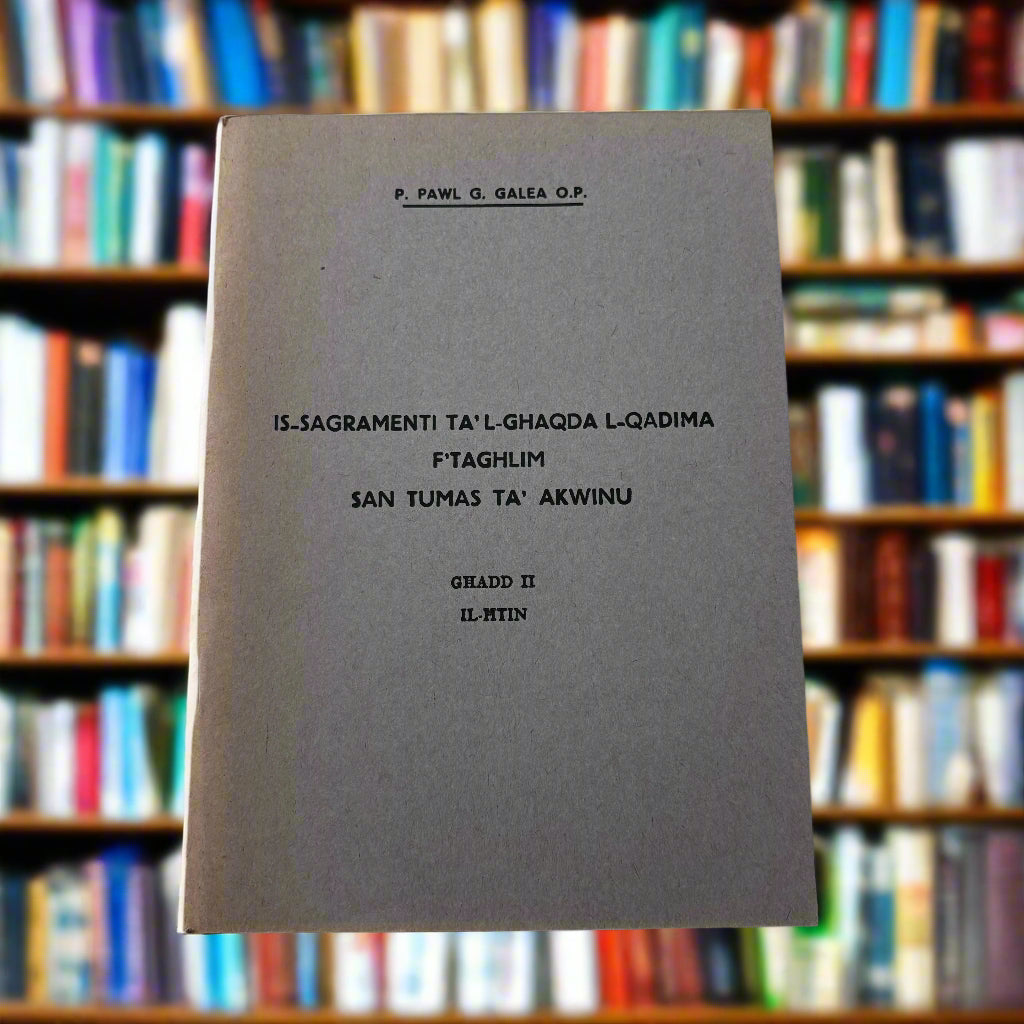 P. PAWL G. GALEA O.P.
IS-SAGRAMENTI TA' L-GHAQDA L-QADIMA
F'TAGHLIM
SAN TUMAS TA' AKWINU
GHADD II
IL-HTIN